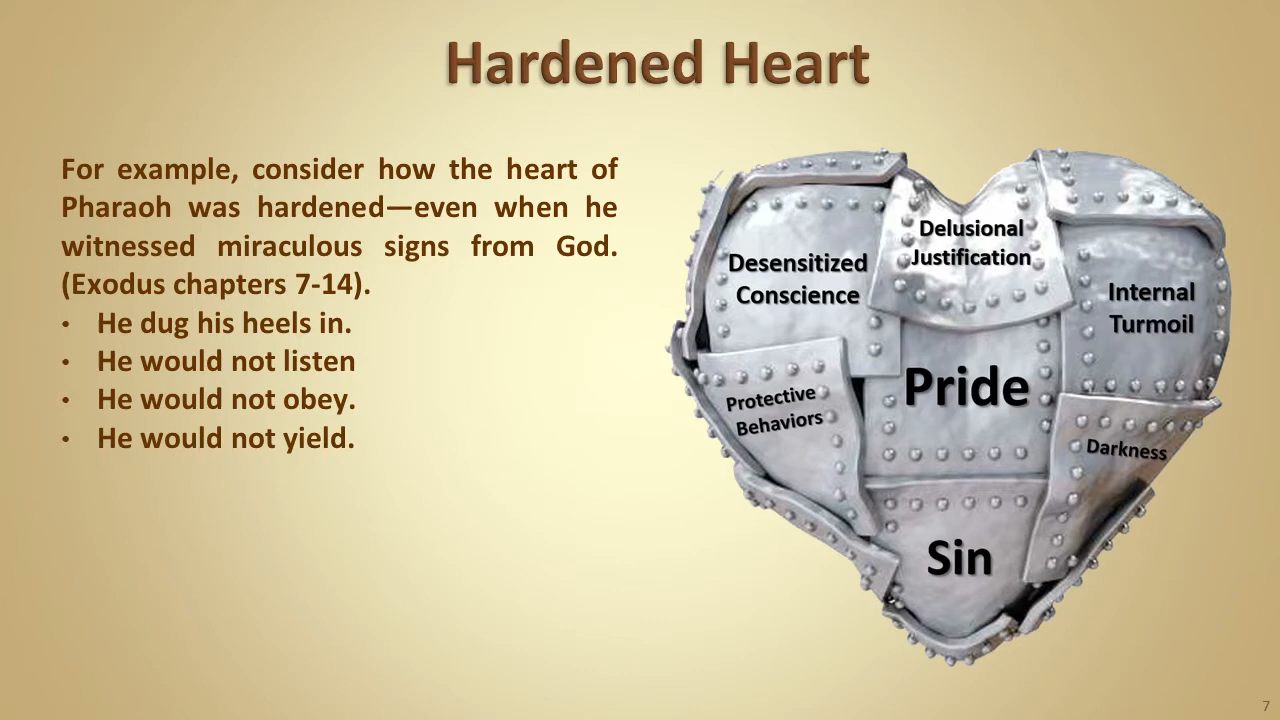 Hardened Heart
For example, consider how the heart of
Pharaoh was hardened—even when he
witnessed miraculous signs from God.
(Exodus chapters 7-14).
• He dug his heels in.
• He would not listen
• He would not obey.
• He would not yield.
Delusional
Justification
Desensitized
Conscience
Internal
Turmoil
Pride
Protective
Behaviors
Darkness
Sin
7